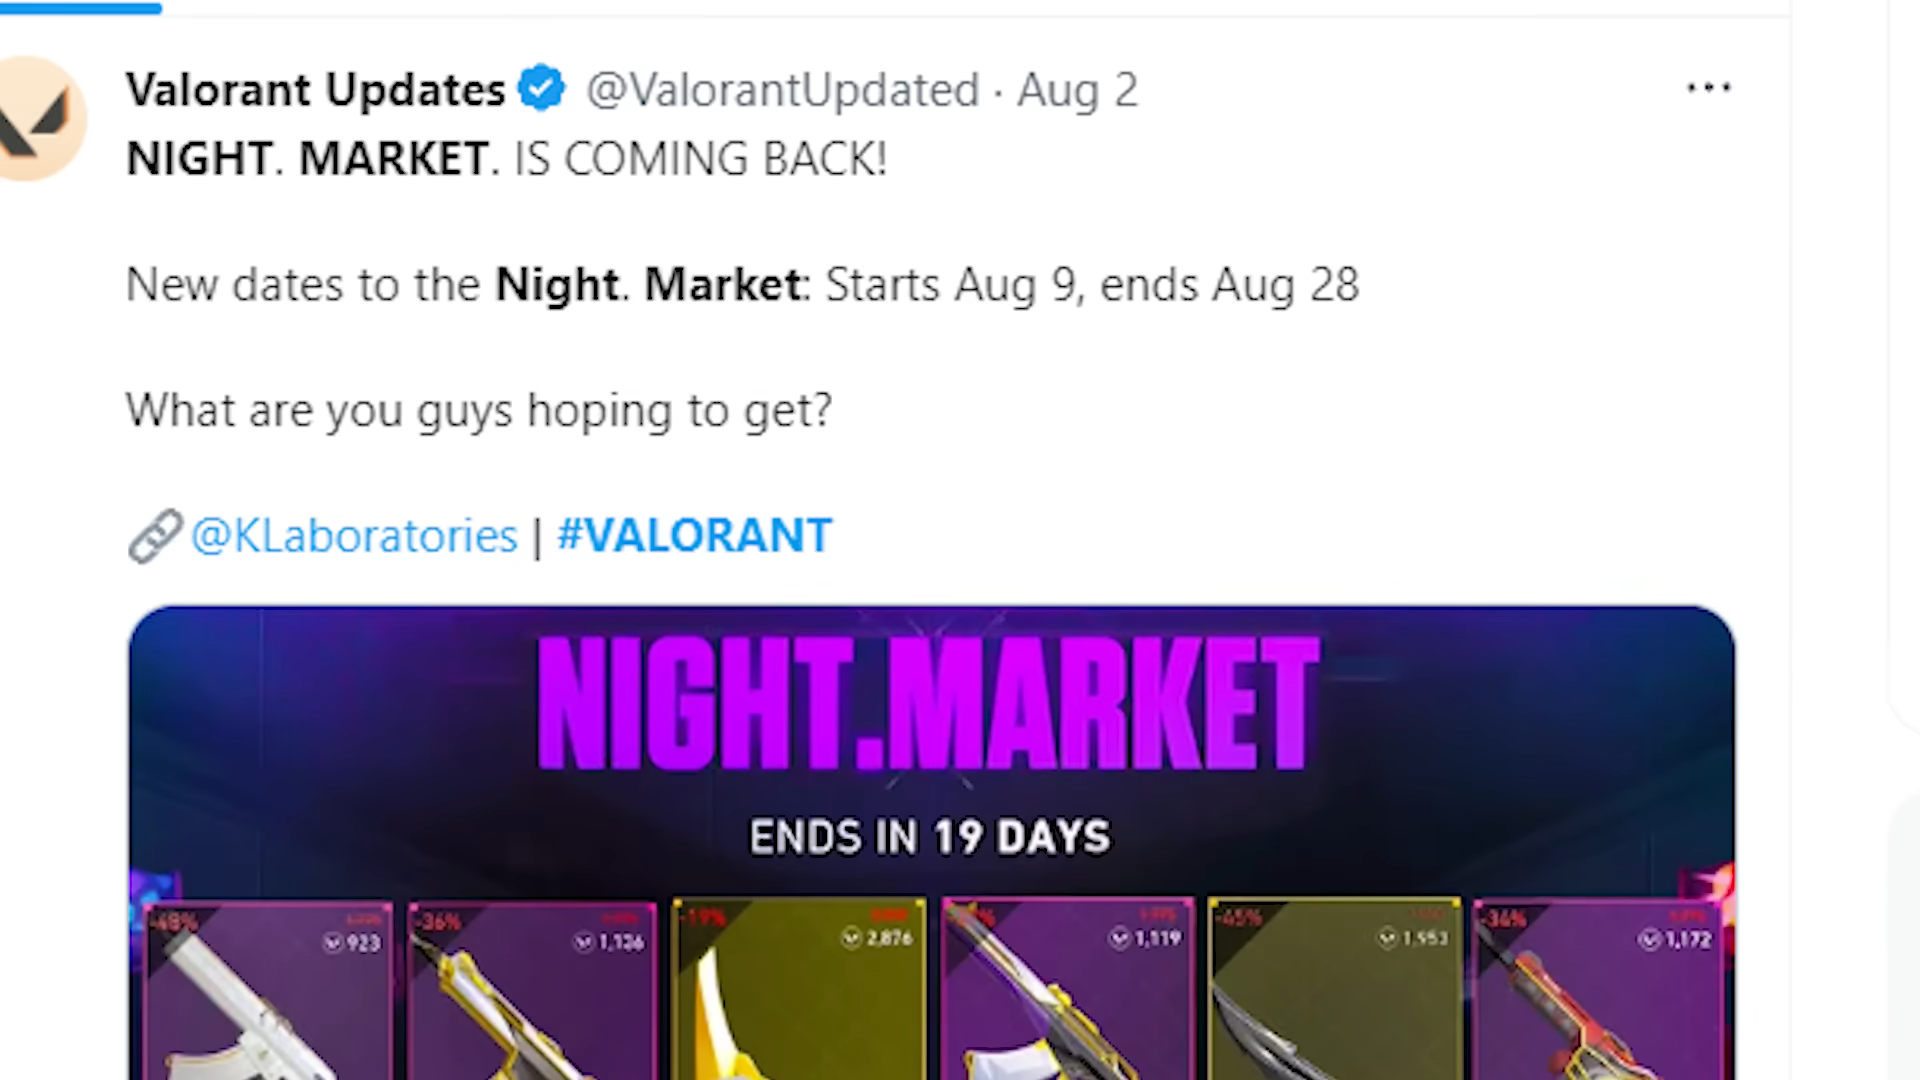 Valorant Updates @ValorantUpdated · Aug 2 ...
NIGHT. MARKET. IS COMING BACK!
New dates to the Night. Market: Starts Aug 9, ends Aug 28
What are you guys hoping to get?
@KLaboratories | #VALORANT
NIGHT.MARKET
ENDS IN 19 DAYS
-48% -36% -19% -45% -34%
923 1,136 2,876 1,119 1,953 1,172